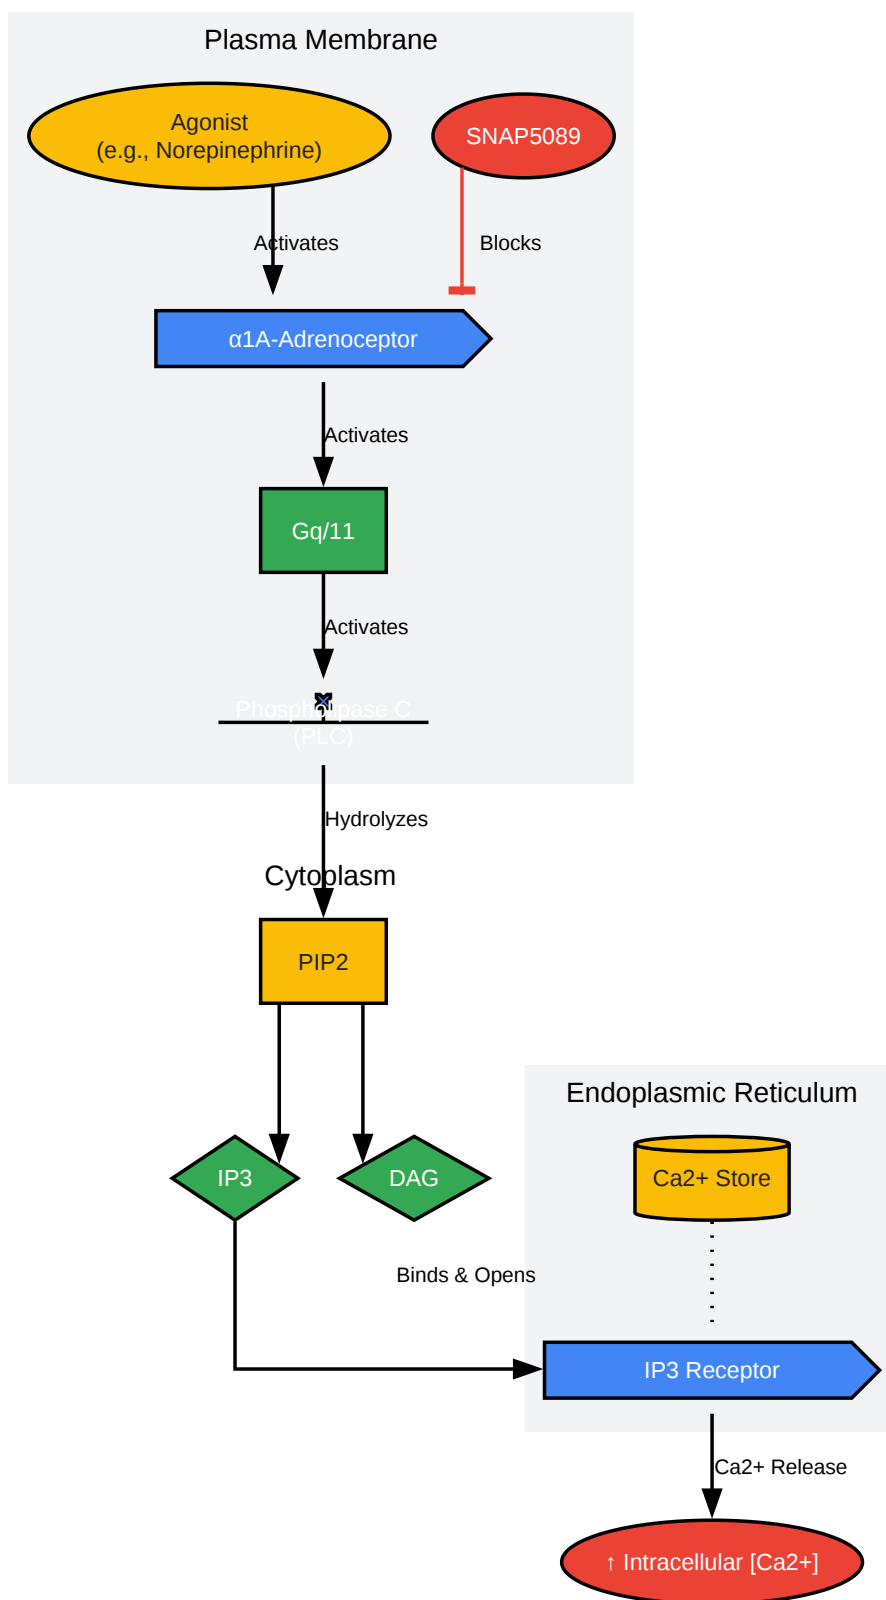 Plasma Membrane
Agonist
(e.g., Norepinephrine)
SNAP5089
Activates
Blocks
α1A-Adrenoceptor
Activates
Gq/11
Activates
Phospholipase C
(PLC)
Hydrolyzes
Cytoplasm
PIP2
Endoplasmic Reticulum
IP3
DAG
Ca2+ Store
Binds & Opens
IP3 Receptor
Ca2+ Release
↑ Intracellular [Ca2+]